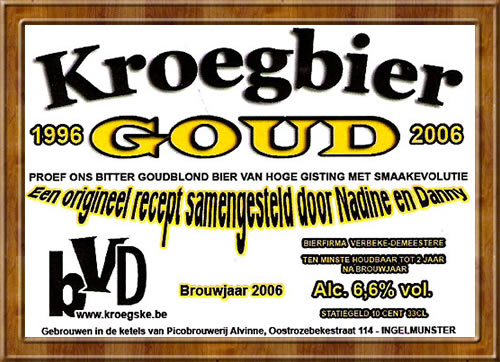 Kroegbier
1996 GOUD 2006
PROEF ONS BITTER GOUDBLOND BIER VAN HOGE GISTING MET SMAAKEVOLUTIE
Een origineel recept samengesteld door Nadine en Danny
bVD
www.kroegske.be
Brouwjaar 2006
BIERFIRMA VERBEKE-DEMEESTERE
TEN MINSTE HOUDBAAR TOT 2 JAAR
NA BROUWJAAR
Alc. 6,6% vol.
STATIEGELD 10 CENT 33CL
Gebrouwen in de ketels van Picobrouwerij Alvinne, Oostrozebekestraat 114 - INGELMUNSTER